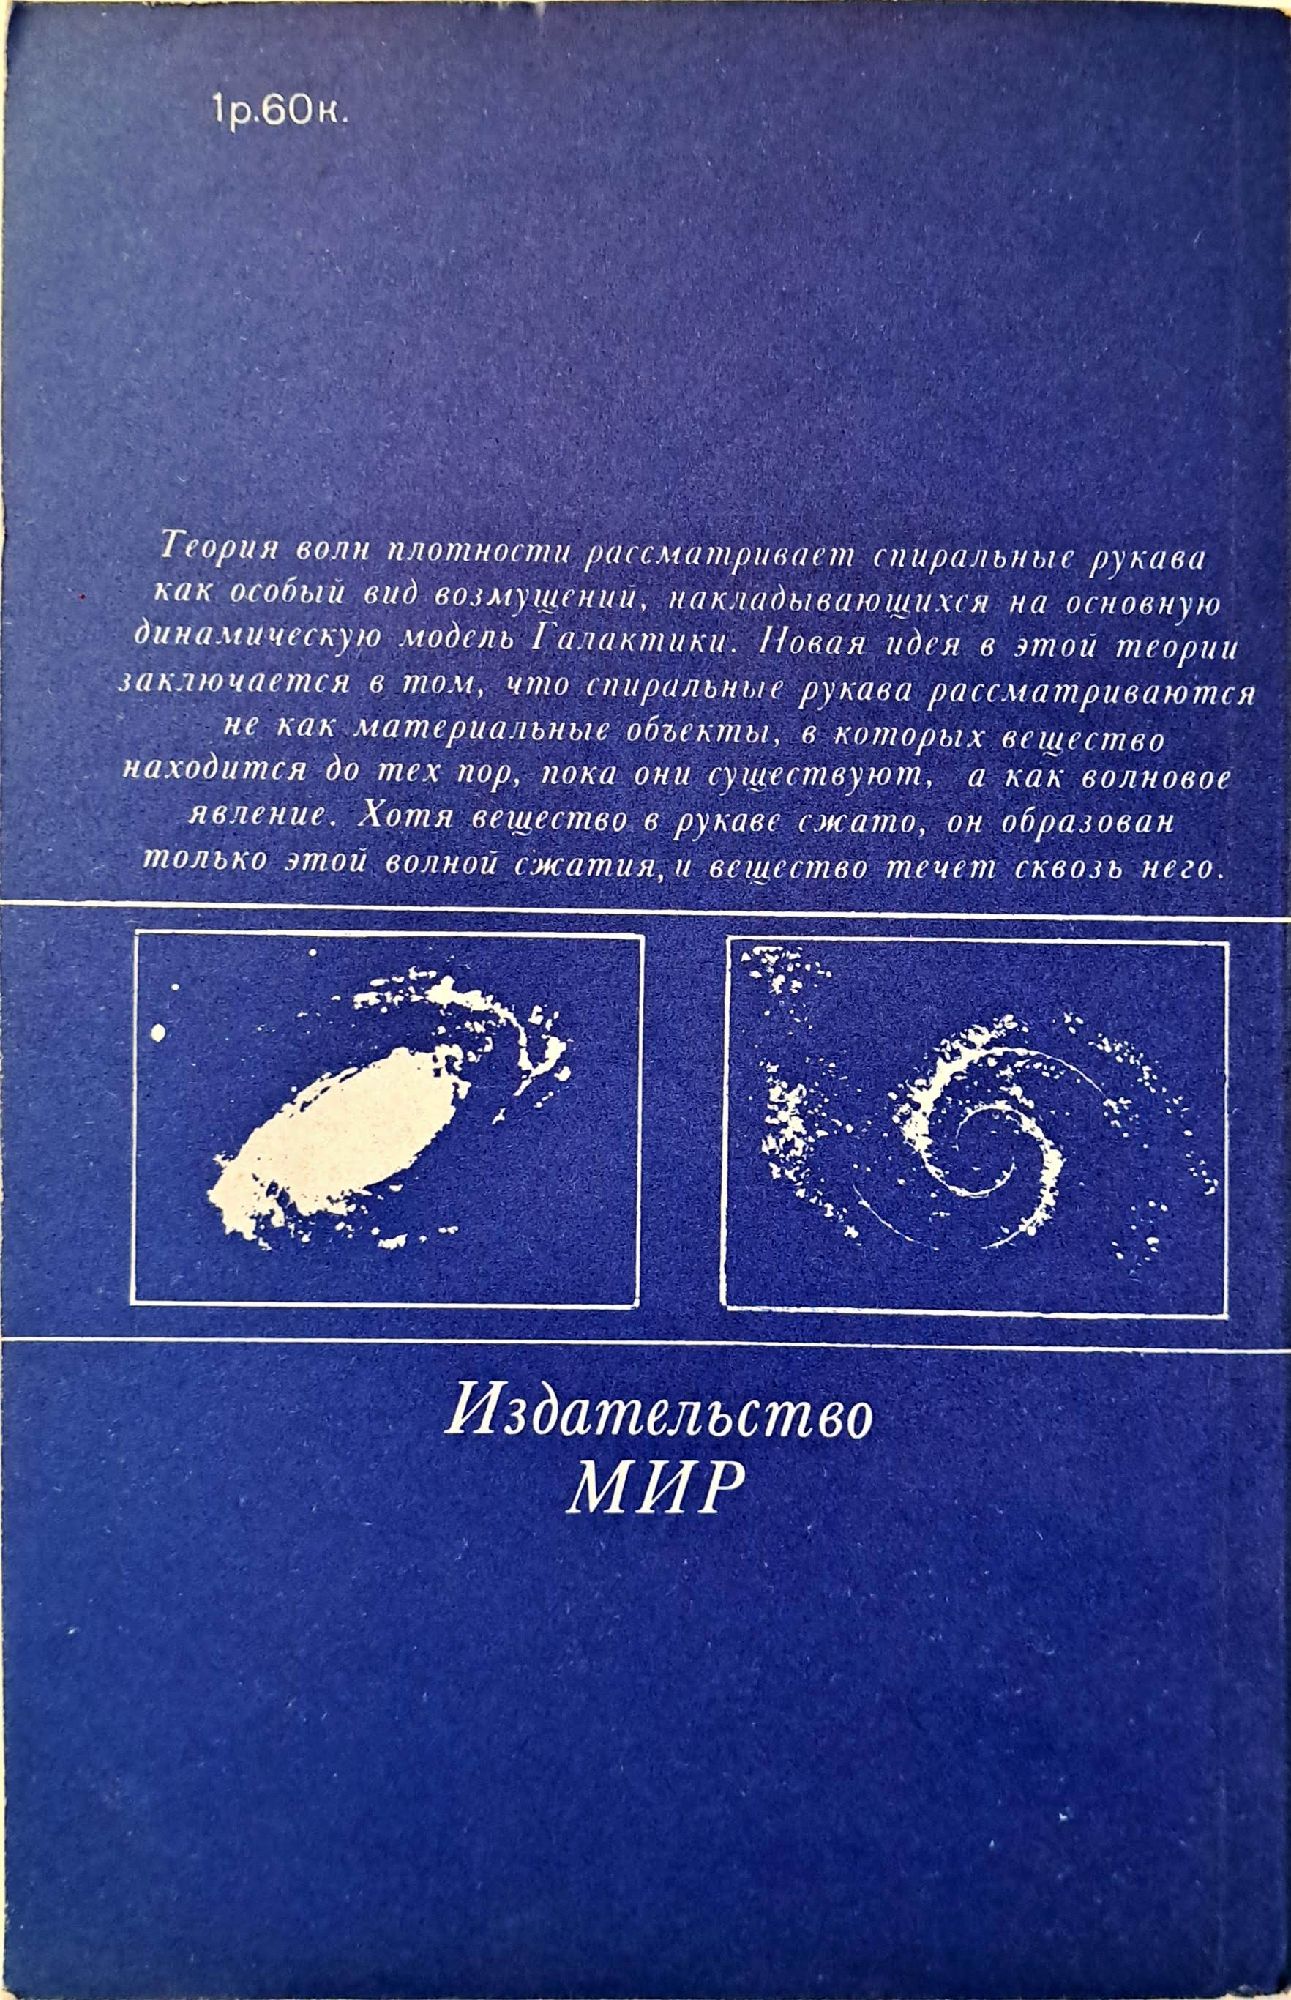 1р.60к.
Теория волн плотности рассматривает спиральные рукава
как особый вид возмущений, накладывающихся на основную
динамическую модель Галактики. Новая идея в этой теории
заключается в том, что спиральные рукава рассматриваются
не как материальные объекты, в которых вещество
находится до тех пор, пока они существуют, а как волновое
явление. Хотя вещество в рукаве сжато, он образован
только этой волной сжатия, и вещество течет сквозь него.
Издательство
МИР